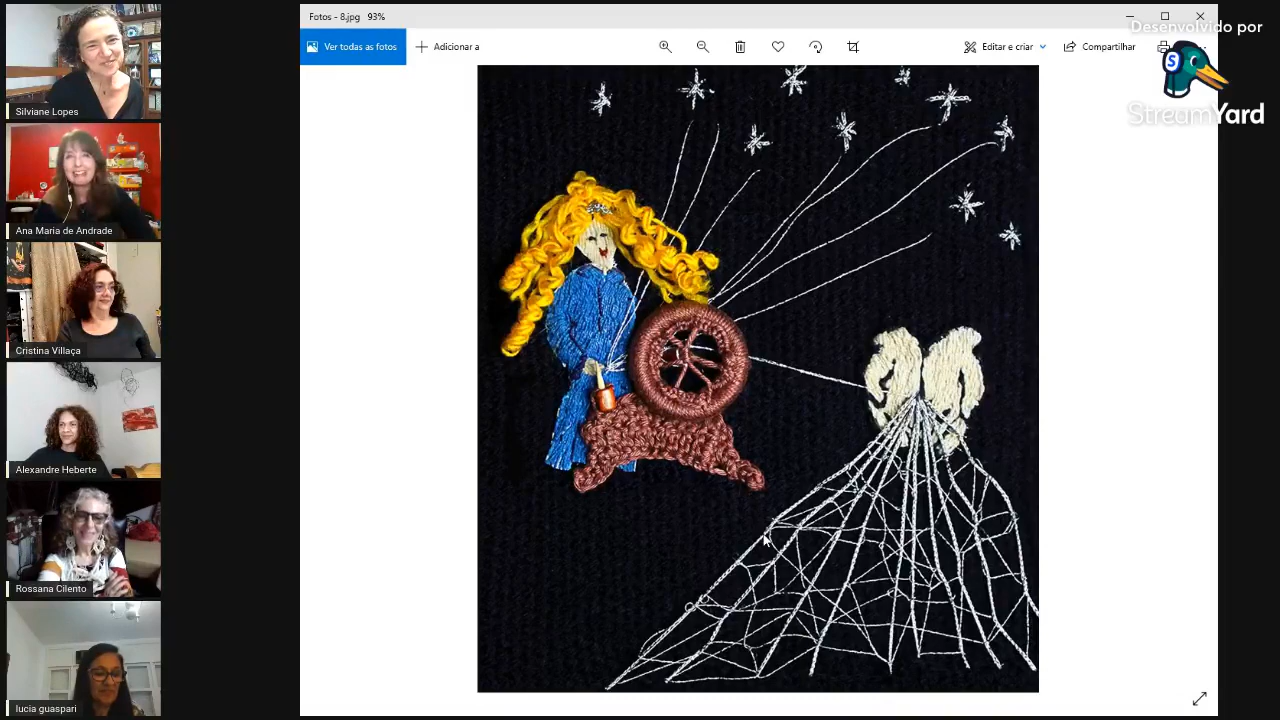 Fotos - 8.jpg 93%
Desenvolvido por
StreamYard
Ver todas as fotos
Adicionar a
Editar e criar
Compartilhar
Silviane Lopes
Ana Maria de Andrade
Cristina Villaça
Alexandre Heberte
Rossana Cilento
lucia guaspari